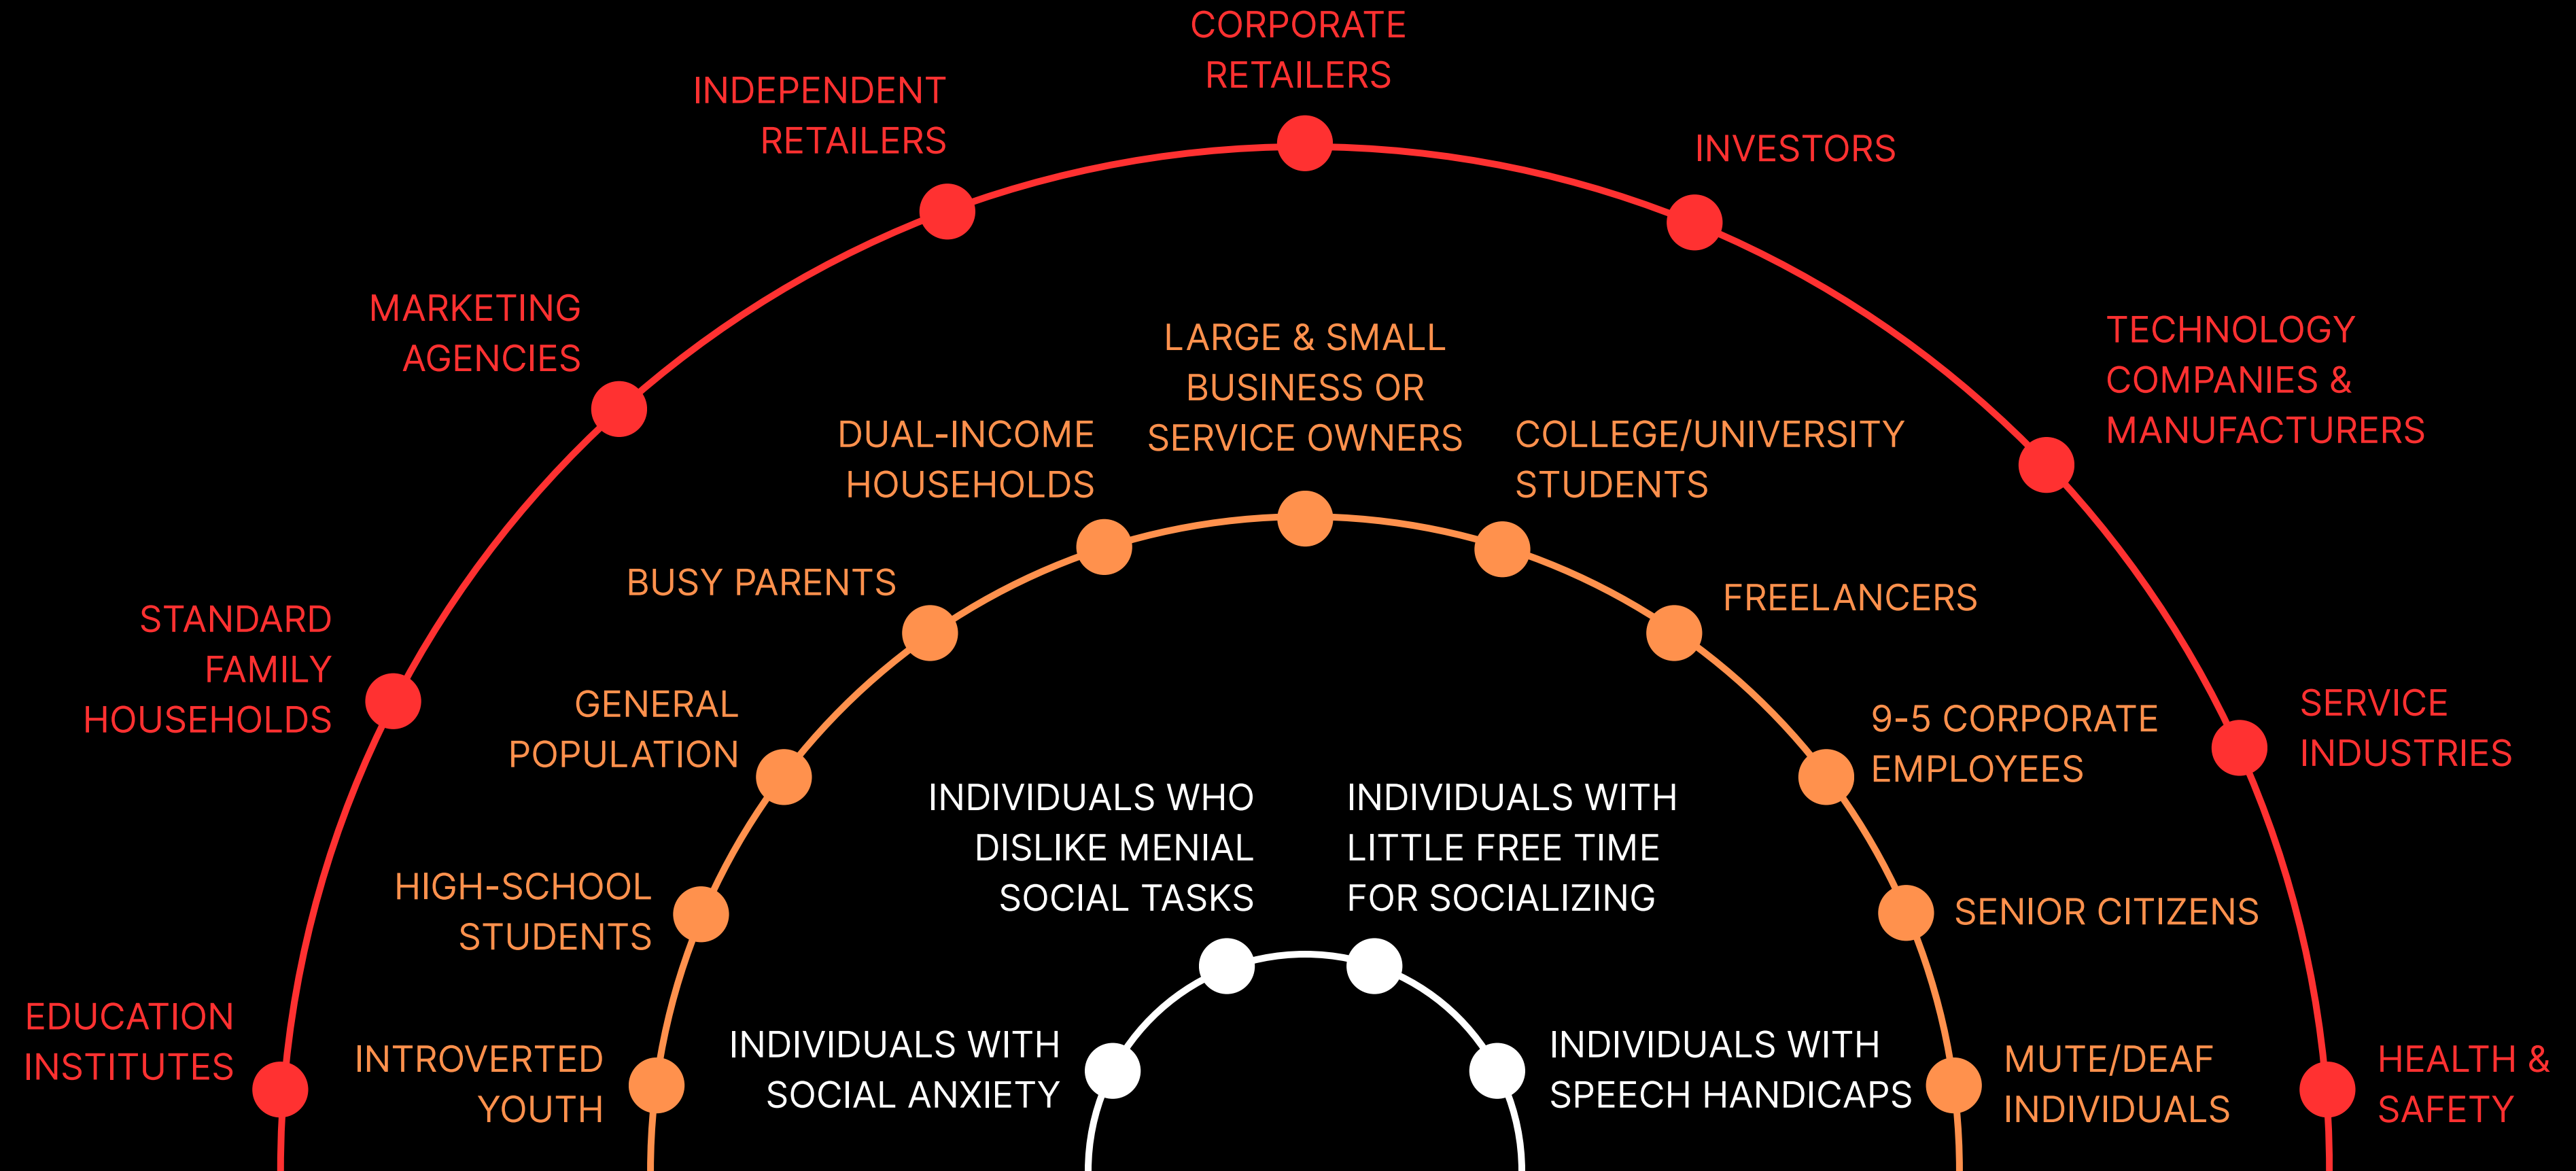 CORPORATE
RETAILERS
INDEPENDENT
RETAILERS
INVESTORS
MARKETING
AGENCIES
TECHNOLOGY
COMPANIES &
MANUFACTURERS
STANDARD
FAMILY
HOUSEHOLDS
SERVICE
INDUSTRIES
EDUCATION
INSTITUTES
HEALTH &
SAFETY
LARGE & SMALL
BUSINESS OR
SERVICE OWNERS
DUAL-INCOME
HOUSEHOLDS
COLLEGE/UNIVERSITY
STUDENTS
BUSY PARENTS
FREELANCERS
GENERAL
POPULATION
9-5 CORPORATE
EMPLOYEES
HIGH-SCHOOL
STUDENTS
SENIOR CITIZENS
INTROVERTED
YOUTH
MUTE/DEAF
INDIVIDUALS
INDIVIDUALS WHO
DISLIKE MENIAL
SOCIAL TASKS
INDIVIDUALS WITH
LITTLE FREE TIME
FOR SOCIALIZING
INDIVIDUALS WITH
SOCIAL ANXIETY
INDIVIDUALS WITH
SPEECH HANDICAPS